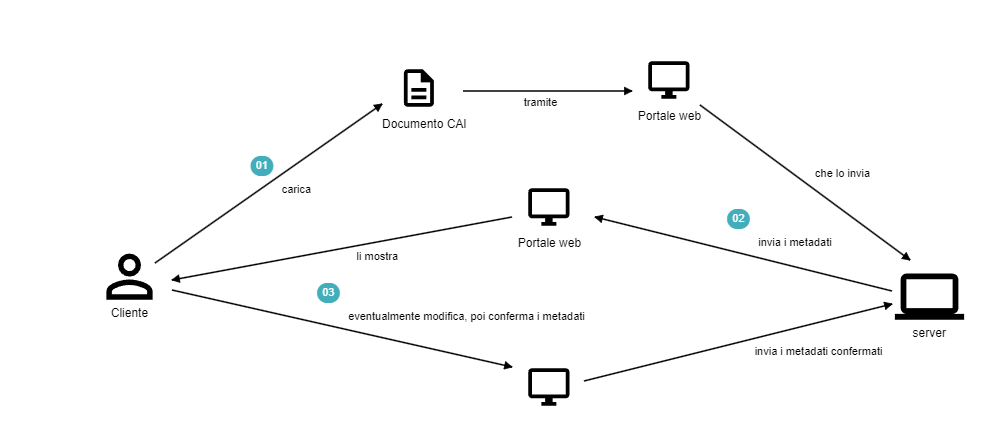 Documento CAI
tramite
Portale web
01
carica
che lo invia
02
invia i metadati
Portale web
li mostra
Cliente
03
eventualmente modifica, poi conferma i metadati
server
invia i metadati confermati